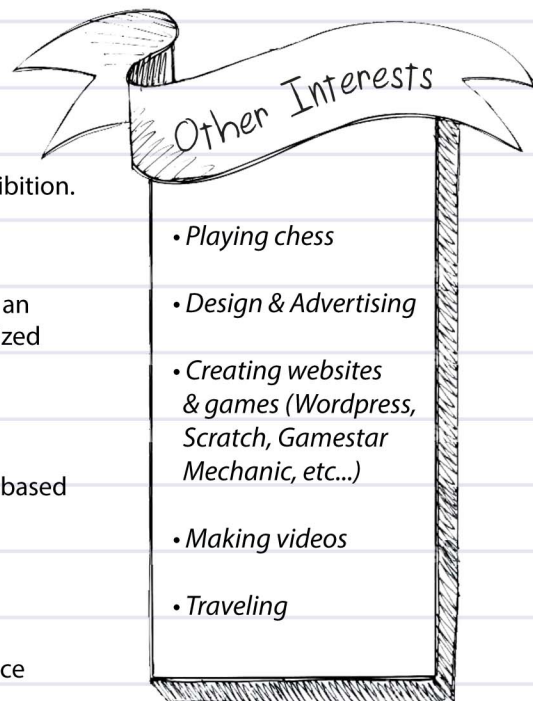 Other Interests
ibition.
• Playing chess
an
• Design & Advertising
zed
• Creating websites
& games (Wordpress,
Scratch, Gamestar
Mechanic, etc...)
based
• Making videos
• Traveling
ce